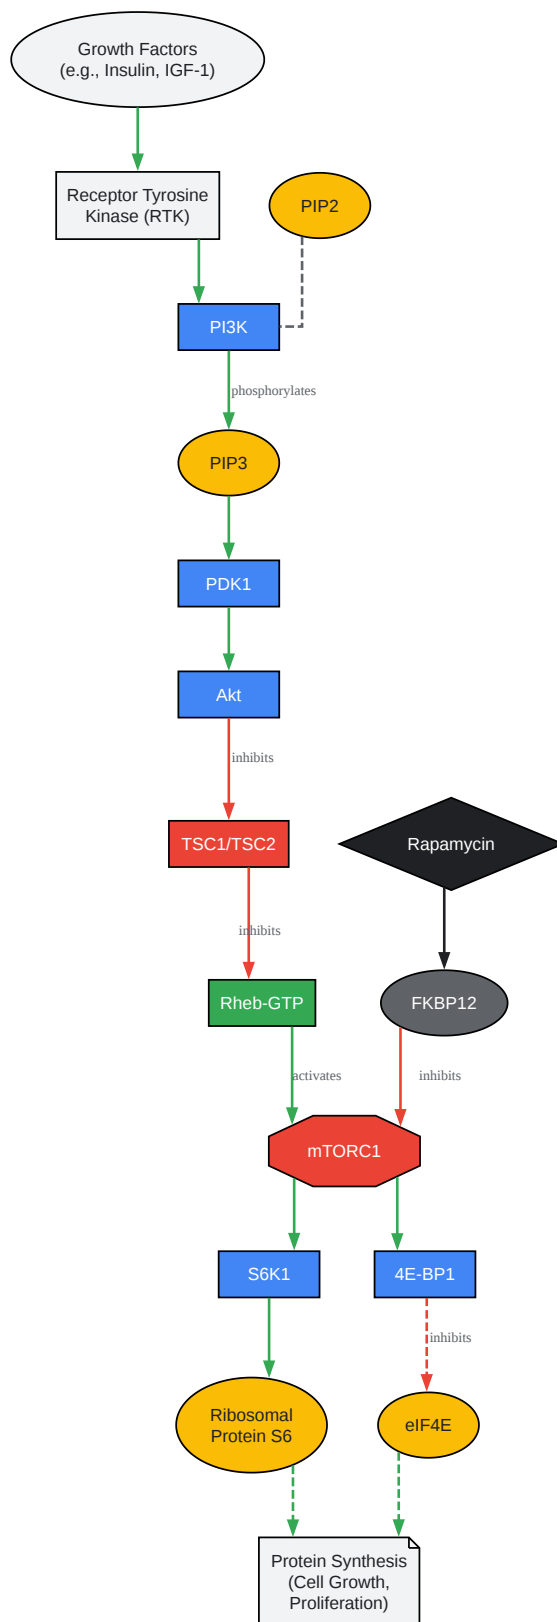 Growth Factors
(e.g., Insulin, IGF-1)
Receptor Tyrosine
Kinase (RTK)
PIP2
PI3K
phosphorylates
PIP3
PDK1
Akt
inhibits
TSC1/TSC2
Rapamycin
inhibits
Rheb-GTP
FKBP12
activates
inhibits
mTORC1
S6K1
4E-BP1
inhibits
Ribosomal
Protein S6
eIF4E
Protein Synthesis
(Cell Growth,
Proliferation)